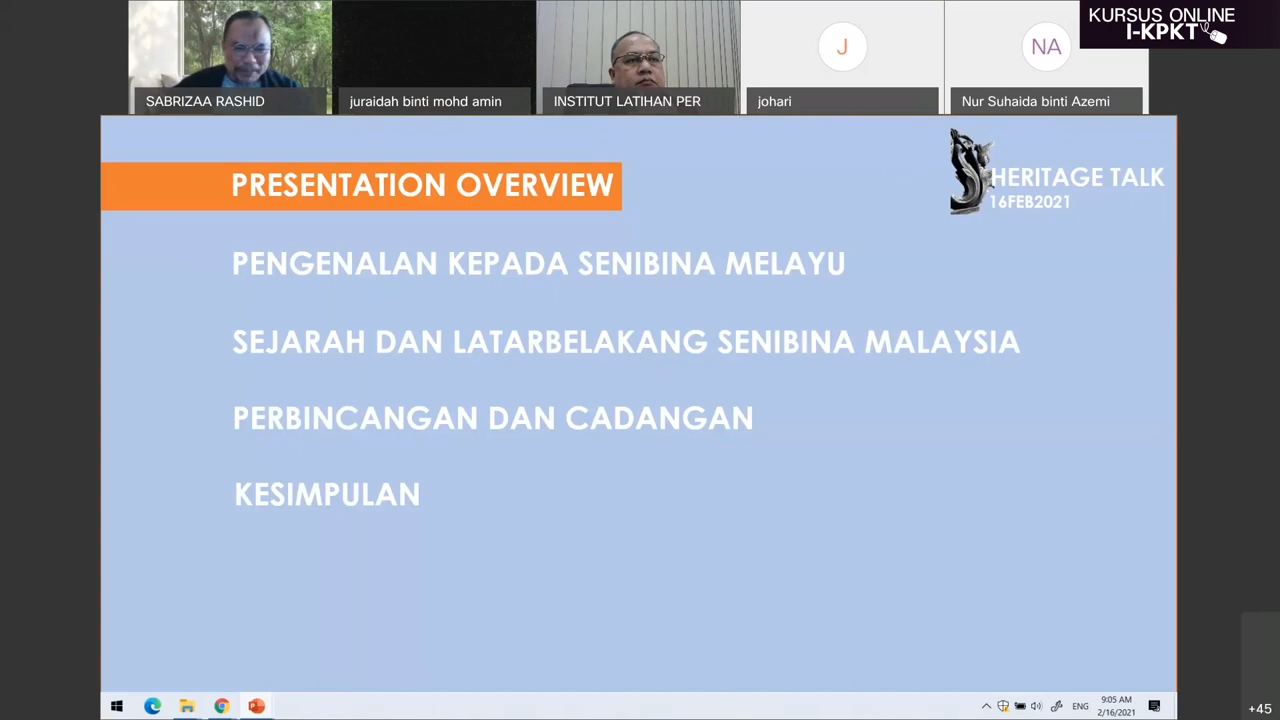 KURSUS ONLINE
I-KPKT
SABRIZAA RASHID
juraidah binti mohd amin
INSTITUT LATIHAN PER
J
johari
NA
Nur Suhaida binti Azemi
PRESENTATION OVERVIEW
HERITAGE TALK
16FEB2021
PENGENALAN KEPADA SENIBINA MELAYU
SEJARAH DAN LATARBELAKANG SENIBINA MALAYSIA
PERBINCANGAN DAN CADANGAN
KESIMPULAN
ENG
9:05 AM
2/16/2021
+45